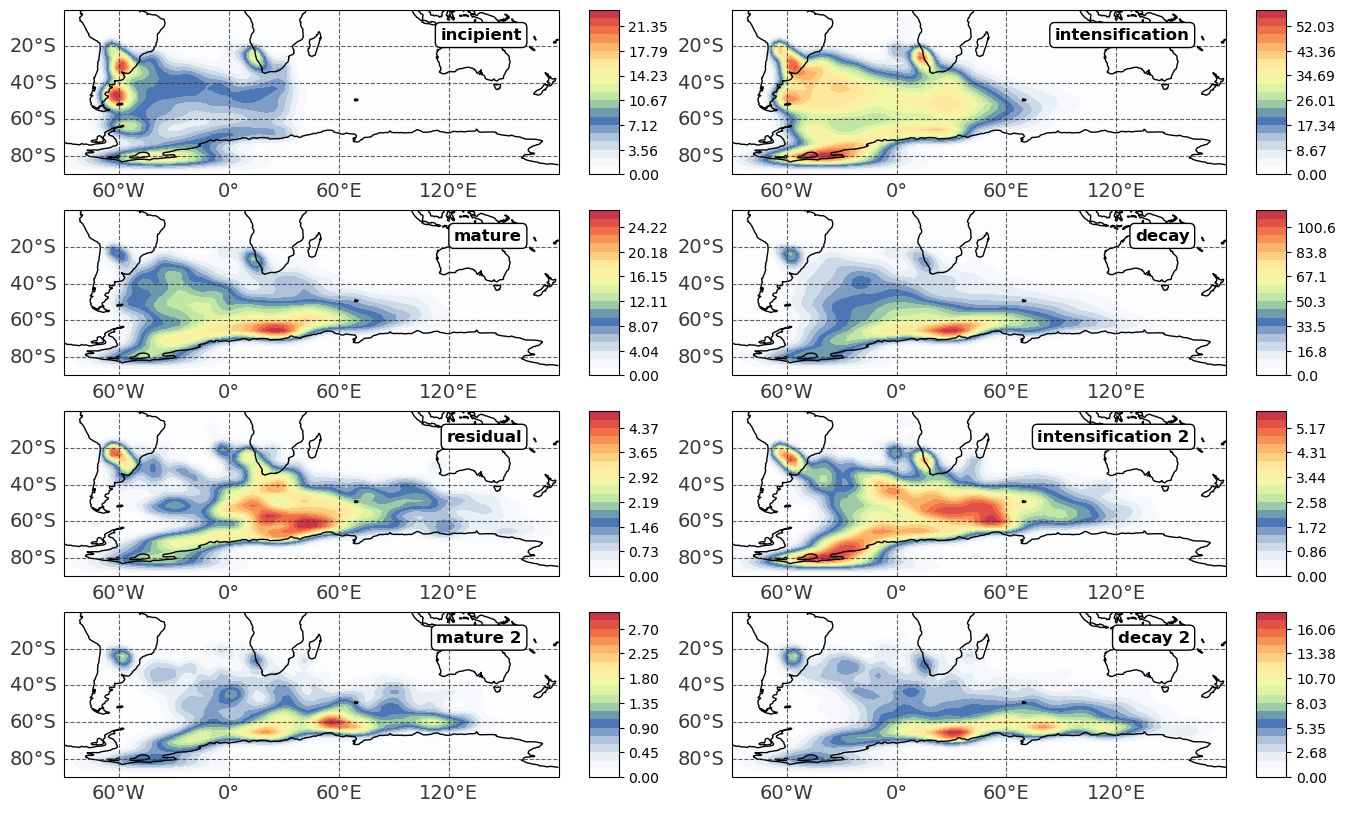 incipient
20°S
40°S
60°S
80°S
60°W 0° 60°E 120°E
21.35
17.79
14.23
10.67
7.12
3.56
0.00
intensification
20°S
40°S
60°S
80°S
60°W 0° 60°E 120°E
52.03
43.36
34.69
26.01
17.34
8.67
0.00
mature
20°S
40°S
60°S
80°S
60°W 0° 60°E 120°E
24.22
20.18
16.15
12.11
8.07
4.04
0.00
decay
20°S
40°S
60°S
80°S
60°W 0° 60°E 120°E
100.6
83.8
67.1
50.3
33.5
16.8
0.0
residual
20°S
40°S
60°S
80°S
60°W 0° 60°E 120°E
4.37
3.65
2.92
2.19
1.46
0.73
0.00
intensification 2
20°S
40°S
60°S
80°S
60°W 0° 60°E 120°E
5.17
4.31
3.44
2.58
1.72
0.86
0.00
mature 2
20°S
40°S
60°S
80°S
60°W 0° 60°E 120°E
2.70
2.25
1.80
1.35
0.90
0.45
0.00
decay 2
20°S
40°S
60°S
80°S
60°W 0° 60°E 120°E
16.06
13.38
10.70
8.03
5.35
2.68
0.00